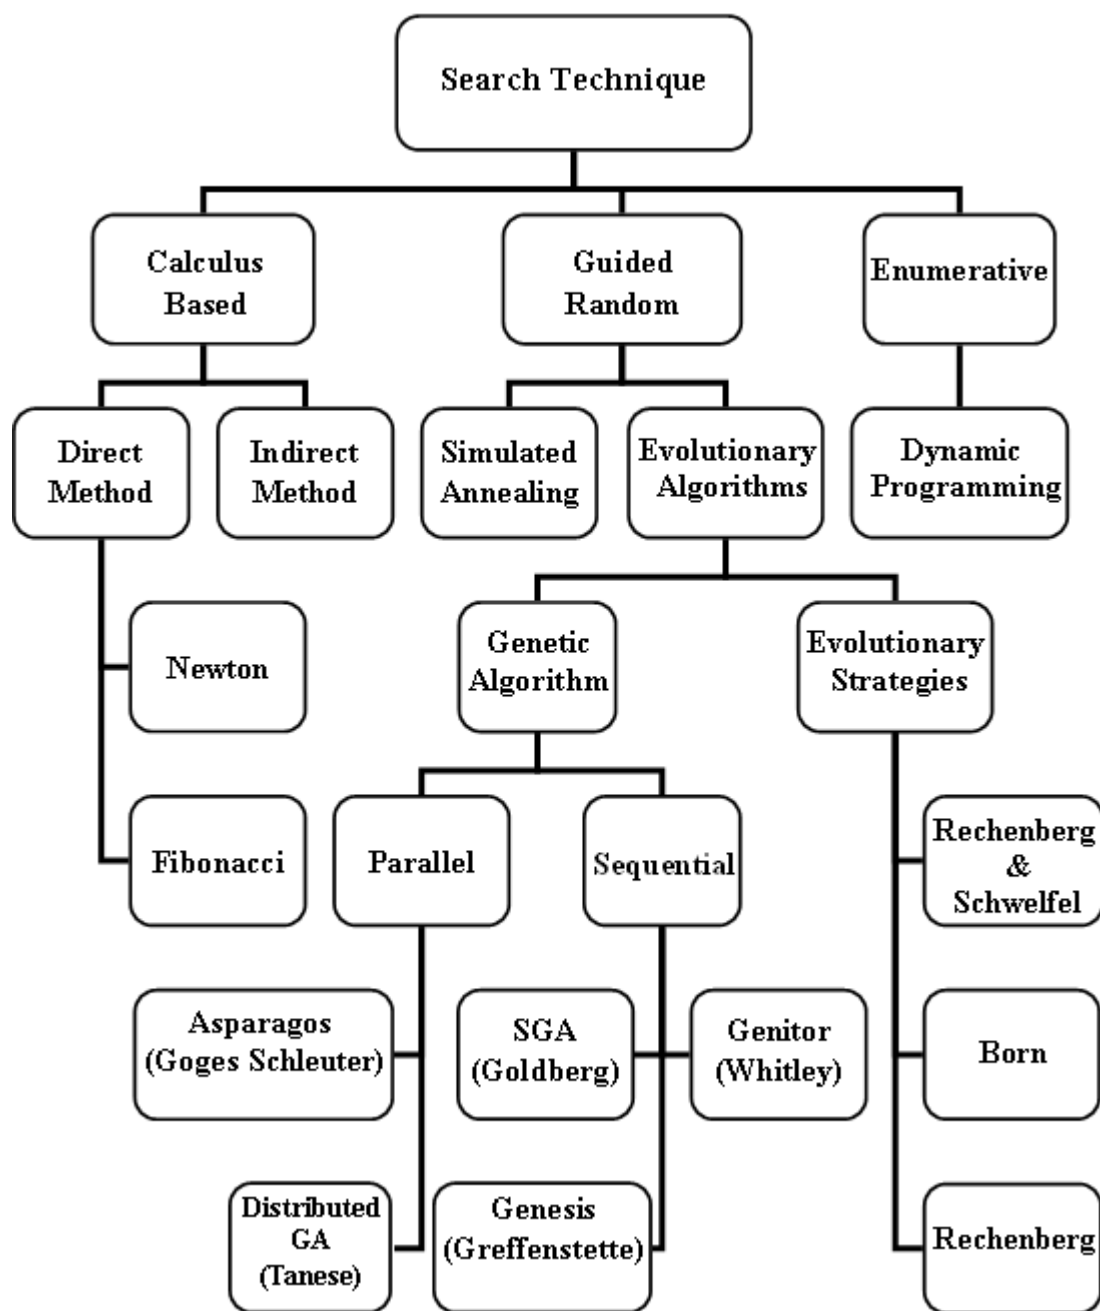 Search Technique
Calculus
Based
Guided
Random
Enumerative
Direct
Method
Indirect
Method
Simulated
Annealing
Evolutionary
Algorithms
Dynamic
Programming
Newton
Genetic
Algorithm
Evolutionary
Strategies
Fibonacci
Parallel
Sequential
Rechenberg
&
Schwelfel
Asparagos
(Goges Schleuter)
SGA
(Goldberg)
Genitor
(Whitley)
Born
Distributed
GA
(Tanese)
Genesis
(Greffenstette)
Rechenberg